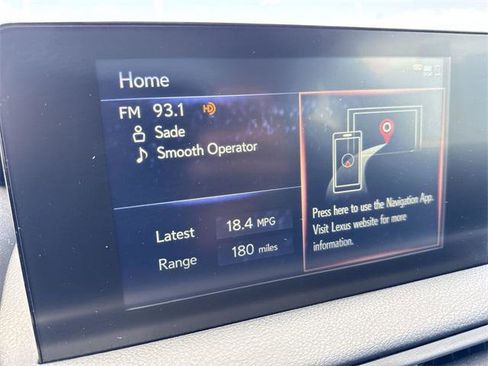 Home
FM 93.1 HD
Sade
Smooth Operator
Latest 18.4 MPG
Range 180 miles
Press here to use the Navigation App.
Visit Lexus website for more
information.